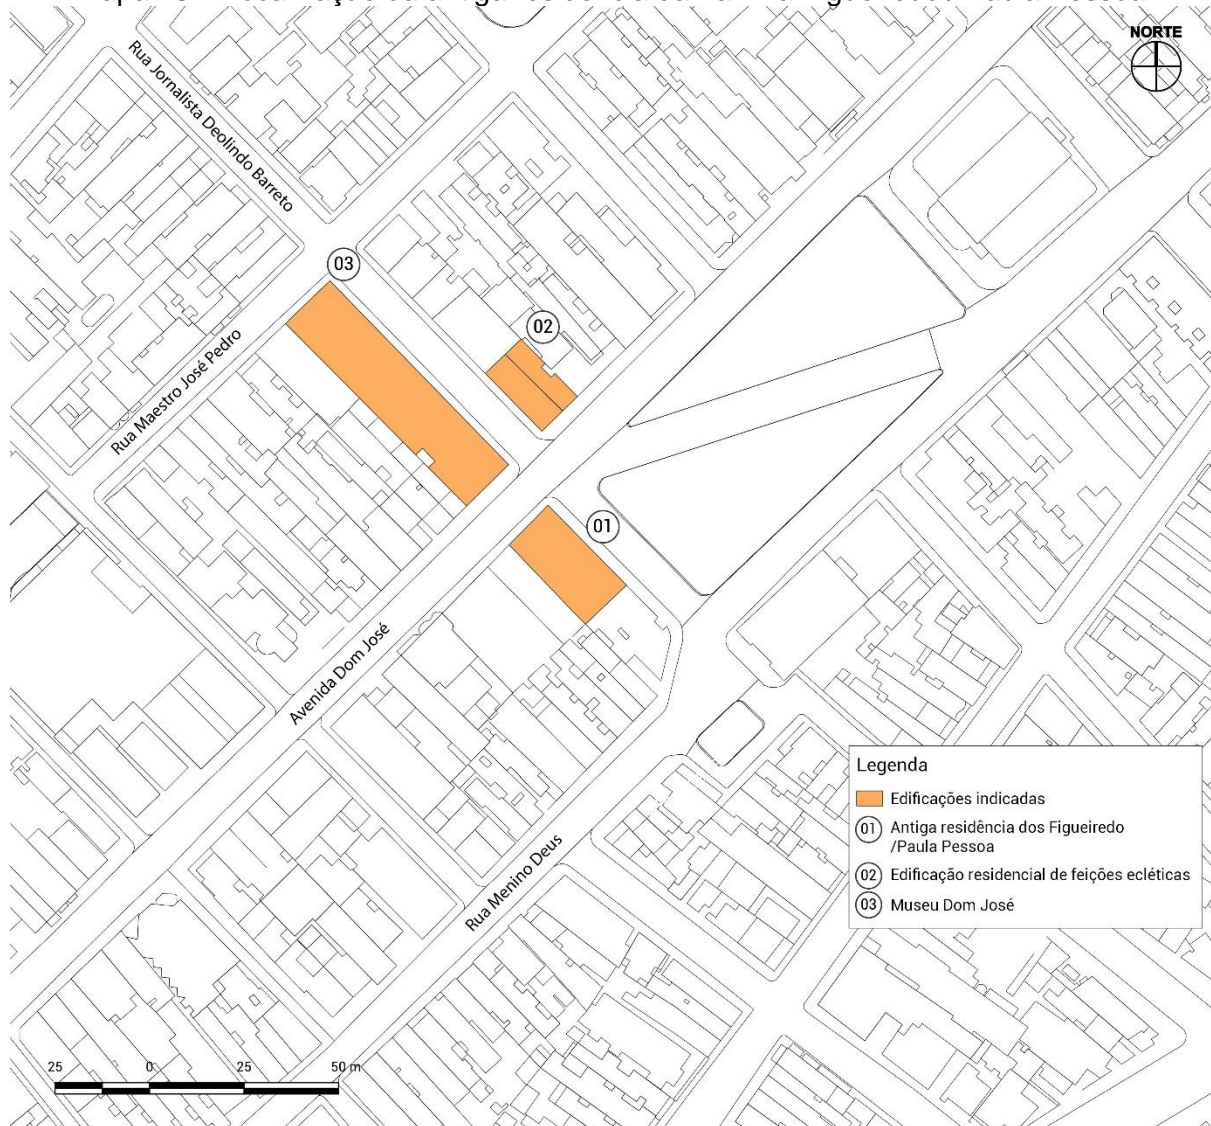 NORTE
Rua Jornalista Deolindo Barreto
03
02
Rua Maestro José Pedro
01
Avenida Dom José
Rua Menino Deus
Legenda
Edificações indicadas
01 Antiga residência dos Figueiredo
/Paula Pessoa
02 Edificação residencial de feições ecléticas
03 Museu Dom José
25 0 25 50 m